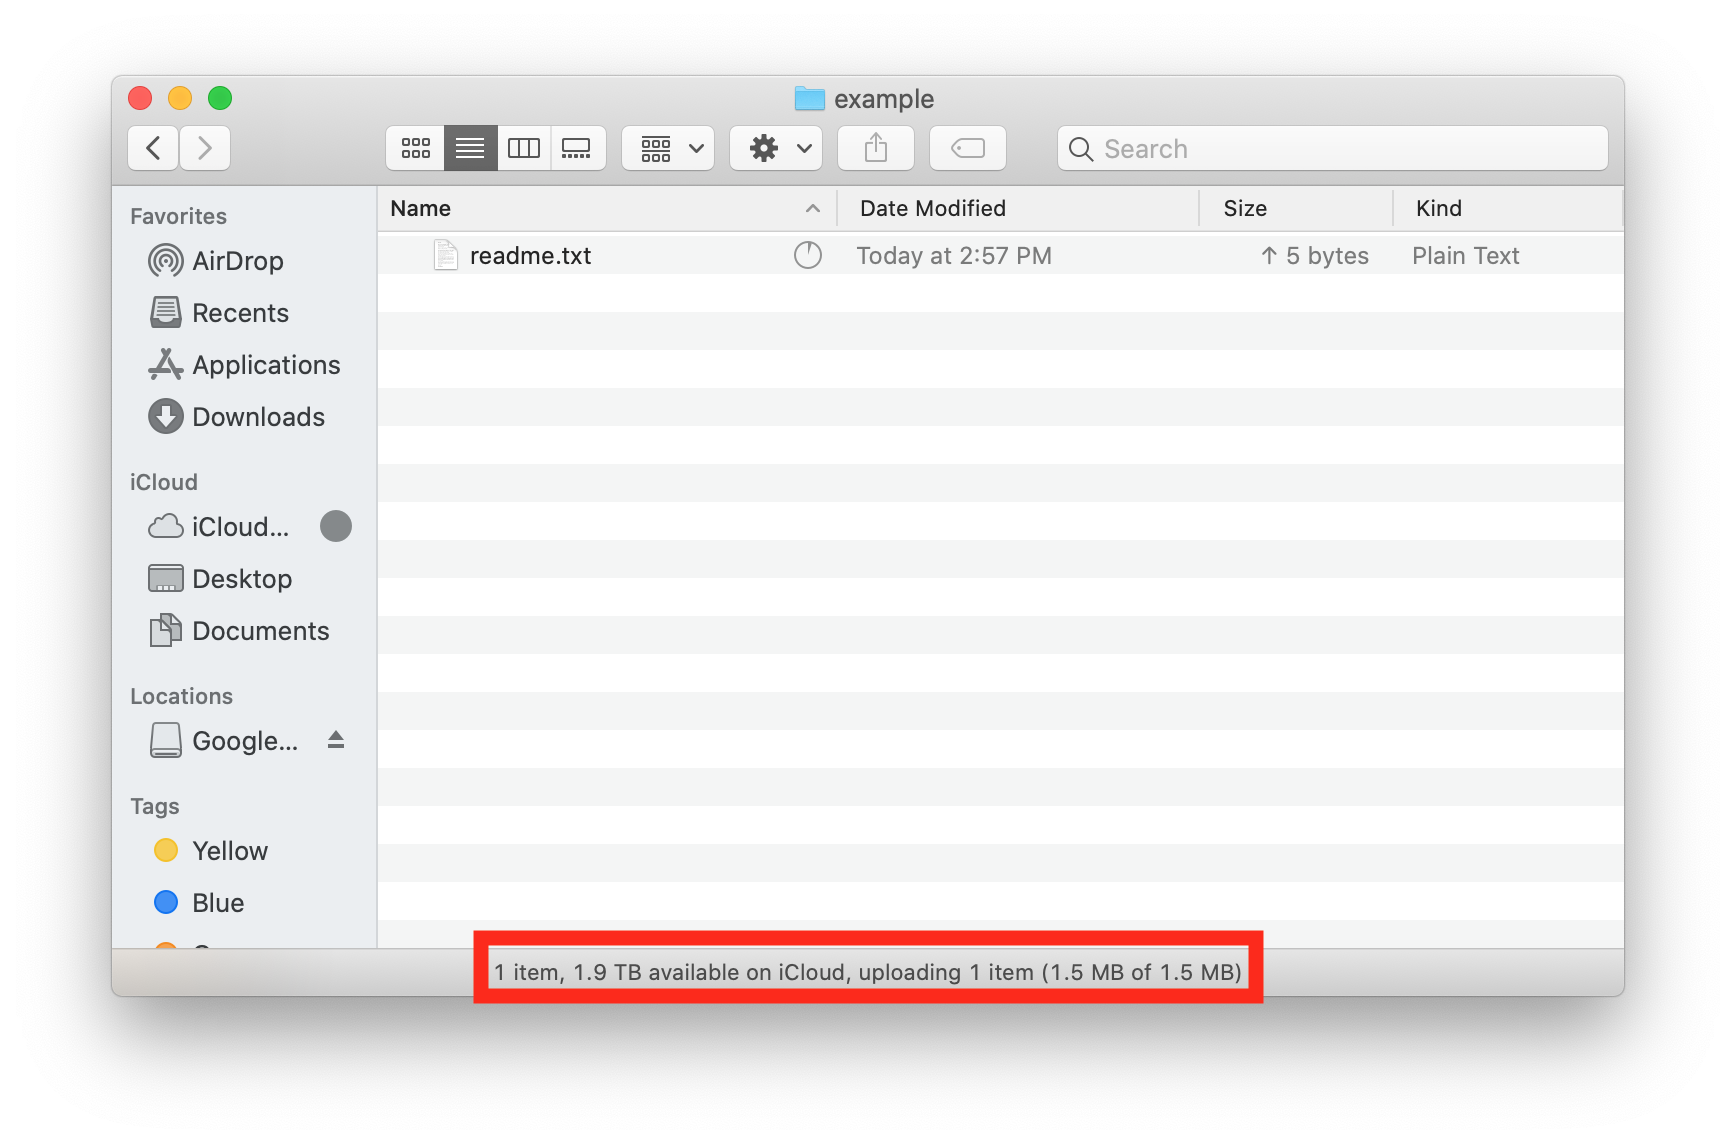 example
Search
Favorites
AirDrop
Recents
Applications
Downloads
iCloud
iCloud...
Desktop
Documents
Locations
Google...
Tags
Yellow
Blue
Name Date Modified Size Kind
readme.txt Today at 2:57 PM ↑ 5 bytes Plain Text
1 item, 1.9 TB available on iCloud, uploading 1 item (1.5 MB of 1.5 MB)